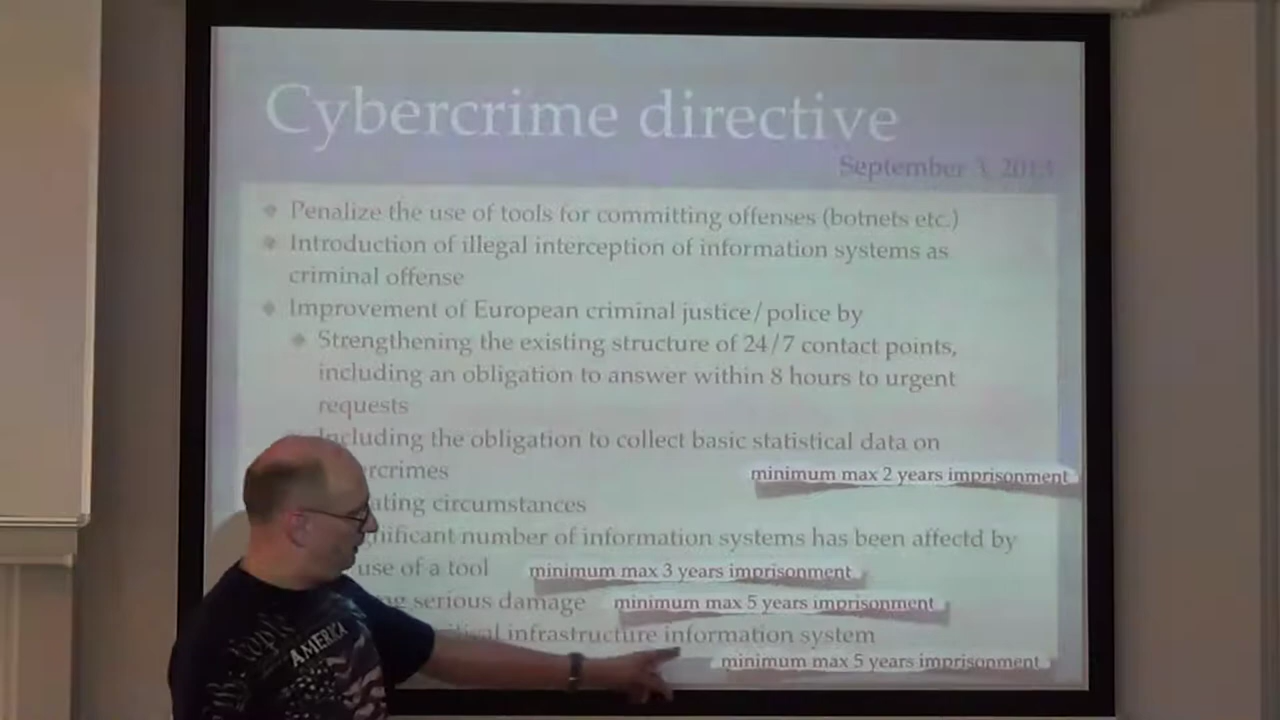 Cybercrime directive
September 3, 2013
Penalize the use of tools for committing offenses (botnets etc.)
Introduction of illegal interception of information systems as
criminal offense
Improvement of European criminal justice/police by
Strengthening the existing structure of 24/7 contact points,
including an obligation to answer within 8 hours to urgent
requests
Including the obligation to collect basic statistical data on
rcrimes
minimum max 2 years imprisonment
ating circumstances
nificant number of information systems has been affectd by
use of a tool minimum max 3 years imprisonment
ng serious damage minimum max 5 years imprisonment
itical infrastructure information system
minimum max 5 years imprisonment
AMERICA